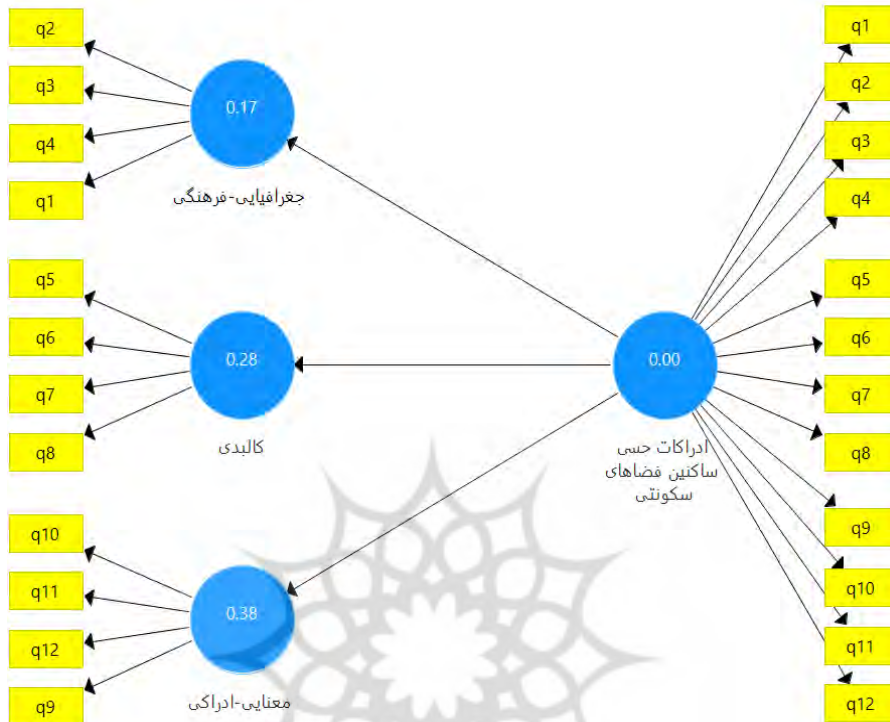 q2
q3
q4
q1
0.17
جغرافیایی-فرهنگی
q5
q6
q7
q8
0.28
کالبدی
q10
q11
q12
q9
0.38
معنایی-ادراکی
0.00
ادراکات حسی
ساکنین فضاهای
سکونتی
q1
q2
q3
q4
q5
q6
q7
q8
q9
q10
q11
q12